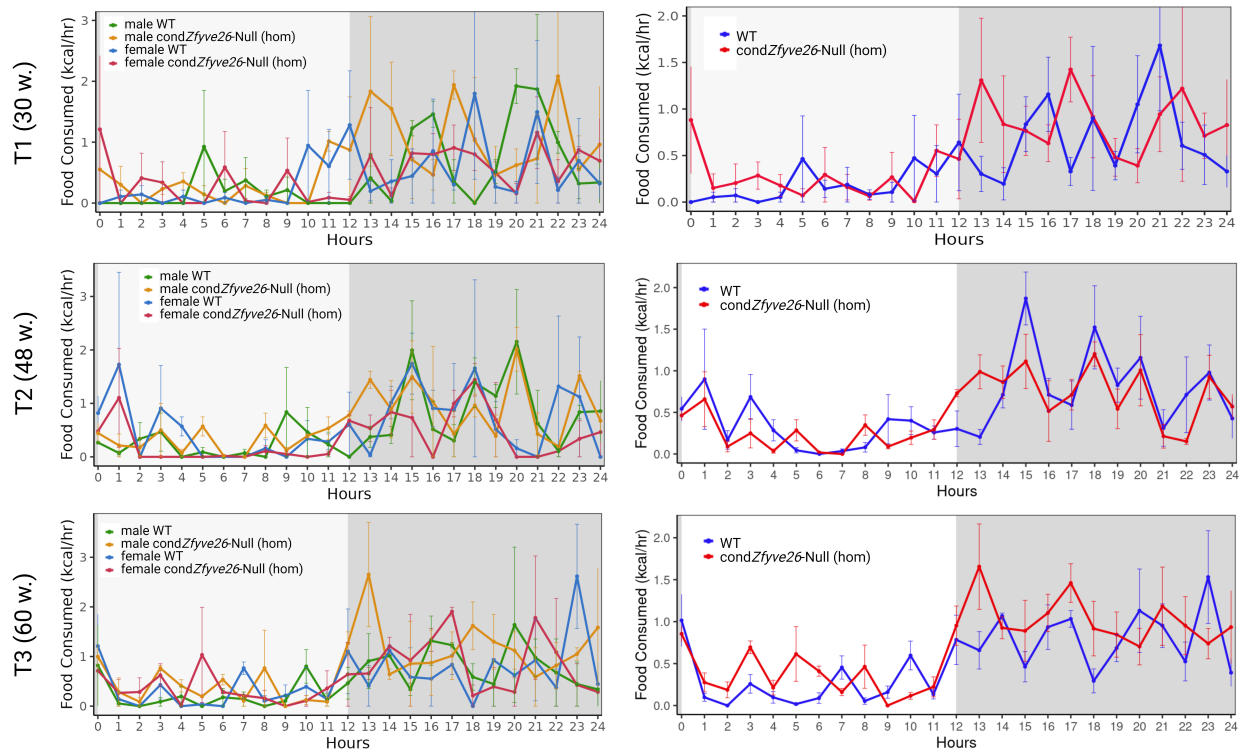 T1 (30 w.)
Food Consumed (kcal/hr)
3
2
1
0
male WT
male condZfyve26-Null (hom)
female WT
female condZfyve26-Null (hom)
0 1 2 3 4 5 6 7 8 9 10 11 12 13 14 15 16 17 18 19 20 21 22 23 24
Hours
Food Consumed (kcal/hr)
2.0
1.5
1.0
0.5
0.0
WT
condZfyve26-Null (hom)
0 1 2 3 4 5 6 7 8 9 10 11 12 13 14 15 16 17 18 19 20 21 22 23 24
Hours
T2 (48 w.)
Food Consumed (kcal/hr)
3
2
1
0
male WT
male condZfyve26-Null (hom)
female WT
female condZfyve26-Null (hom)
0 1 2 3 4 5 6 7 8 9 10 11 12 13 14 15 16 17 18 19 20 21 22 23 24
Hours
Food Consumed (kcal/hr)
2.0
1.5
1.0
0.5
0.0
WT
condZfyve26-Null (hom)
0 1 2 3 4 5 6 7 8 9 10 11 12 13 14 15 16 17 18 19 20 21 22 23 24
Hours
T3 (60 w.)
Food Consumed (kcal/hr)
3
2
1
0
male WT
male condZfyve26-Null (hom)
female WT
female condZfyve26-Null (hom)
0 1 2 3 4 5 6 7 8 9 10 11 12 13 14 15 16 17 18 19 20 21 22 23 24
Hours
Food Consumed (kcal/hr)
2.0
1.5
1.0
0.5
0.0
WT
condZfyve26-Null (hom)
0 1 2 3 4 5 6 7 8 9 10 11 12 13 14 15 16 17 18 19 20 21 22 23 24
Hours